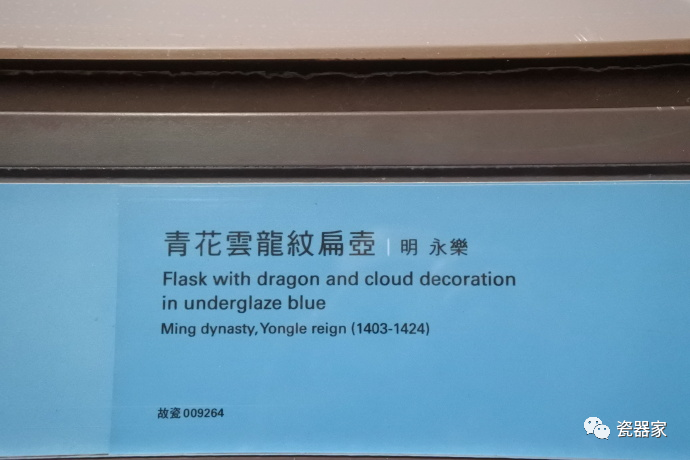 青花雲龍紋扁壺 | 明 永樂
Flask with dragon and cloud decoration
in underglaze blue
Ming dynasty, Yongle reign (1403-1424)
故瓷 009264
瓷器家